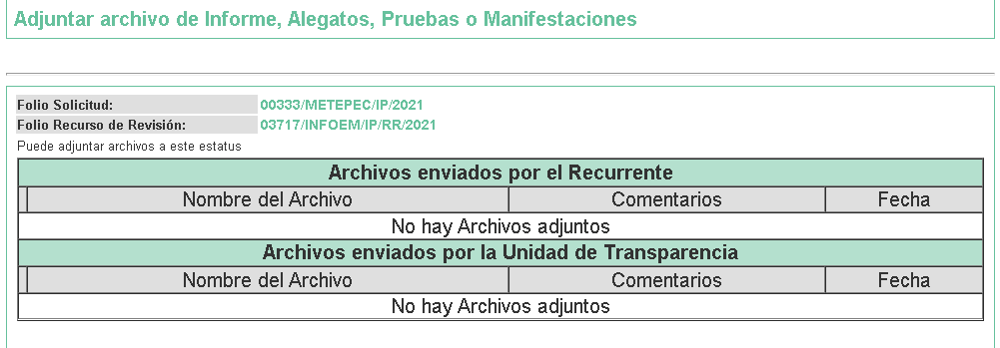 Adjuntar archivo de Informe, Alegatos, Pruebas o Manifestaciones
Folio Solicitud: 00333/METEPEC/IP/2021
Folio Recurso de Revisión: 03717/INFOEM/IP/RR/2021
Puede adjuntar archivos a este estatus
Archivos enviados por el Recurrente
Nombre del Archivo Comentarios Fecha
No hay Archivos adjuntos
Archivos enviados por la Unidad de Transparencia
Nombre del Archivo Comentarios Fecha
No hay Archivos adjuntos